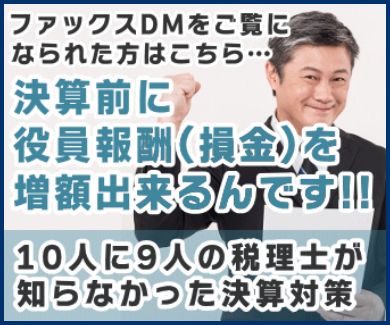 ファックスDMをご覧に
なられた方はこちら…
決算前に
役員報酬(損金)を
増額出来るんです!!
10人に9人の税理士が
知らなかった決算対策